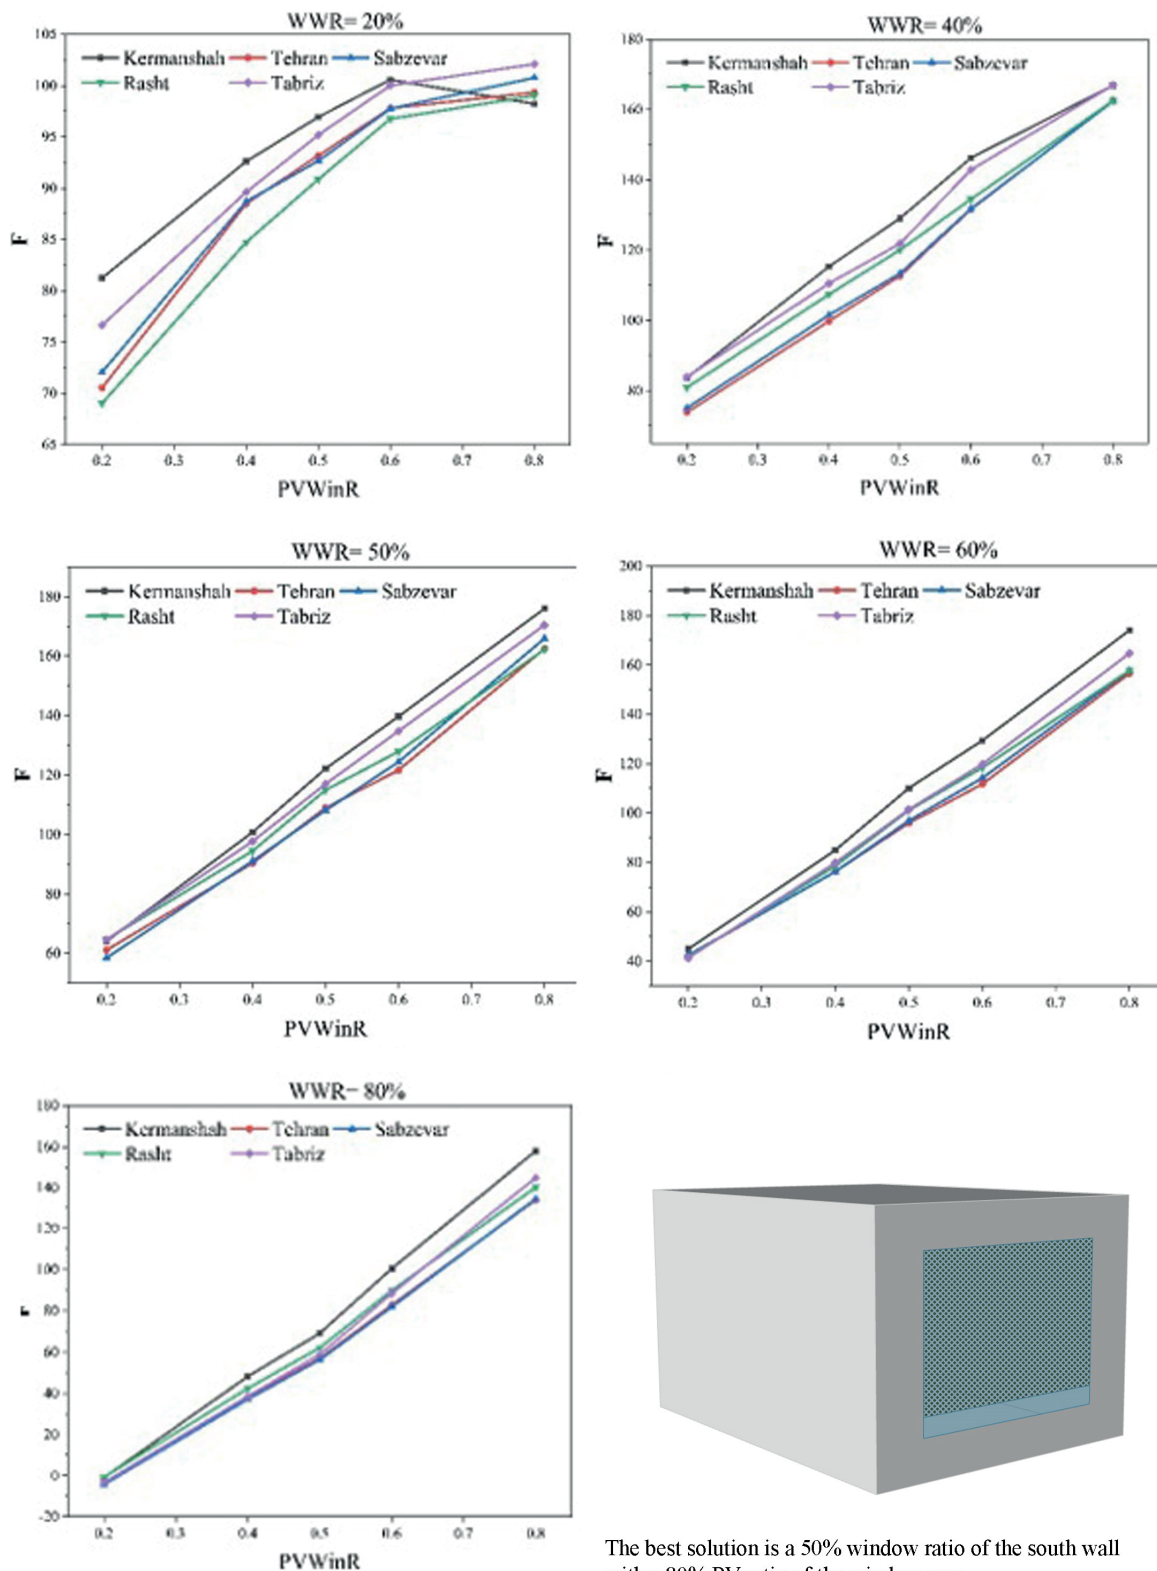 WWR= 20%
105
100
95
90
85
80
75
70
65
F
Kermanshah Tehran Sabzevar
Rasht Tabriz
0.2 0.3 0.4 0.5 0.6 0.7 0.8
PVWinR
WWR= 40%
180
160
140
120
100
80
F
Kermanshah Tehran Sabzevar
Rasht Tabriz
0.2 0.3 0.4 0.5 0.6 0.7 0.8
PVWinR
WWR= 50%
180
160
140
120
100
80
60
F
Kermanshah Tehran Sabzevar
Rasht Tabriz
0.2 0.3 0.4 0.5 0.6 0.7 0.8
PVWinR
WWR= 60%
200
180
160
140
120
100
80
60
40
F
Kermanshah Tehran Sabzevar
Rasht Tabriz
0.2 0.3 0.4 0.5 0.6 0.7 0.8
PVWinR
WWR= 80%
180
160
140
120
100
80
60
40
20
0
-20
Kermanshah Tehran Sabzevar
Rasht Tabriz
0.2 0.3 0.4 0.5 0.6 0.7 0.8
PVWinR
The best solution is a 50% window ratio of the south wall